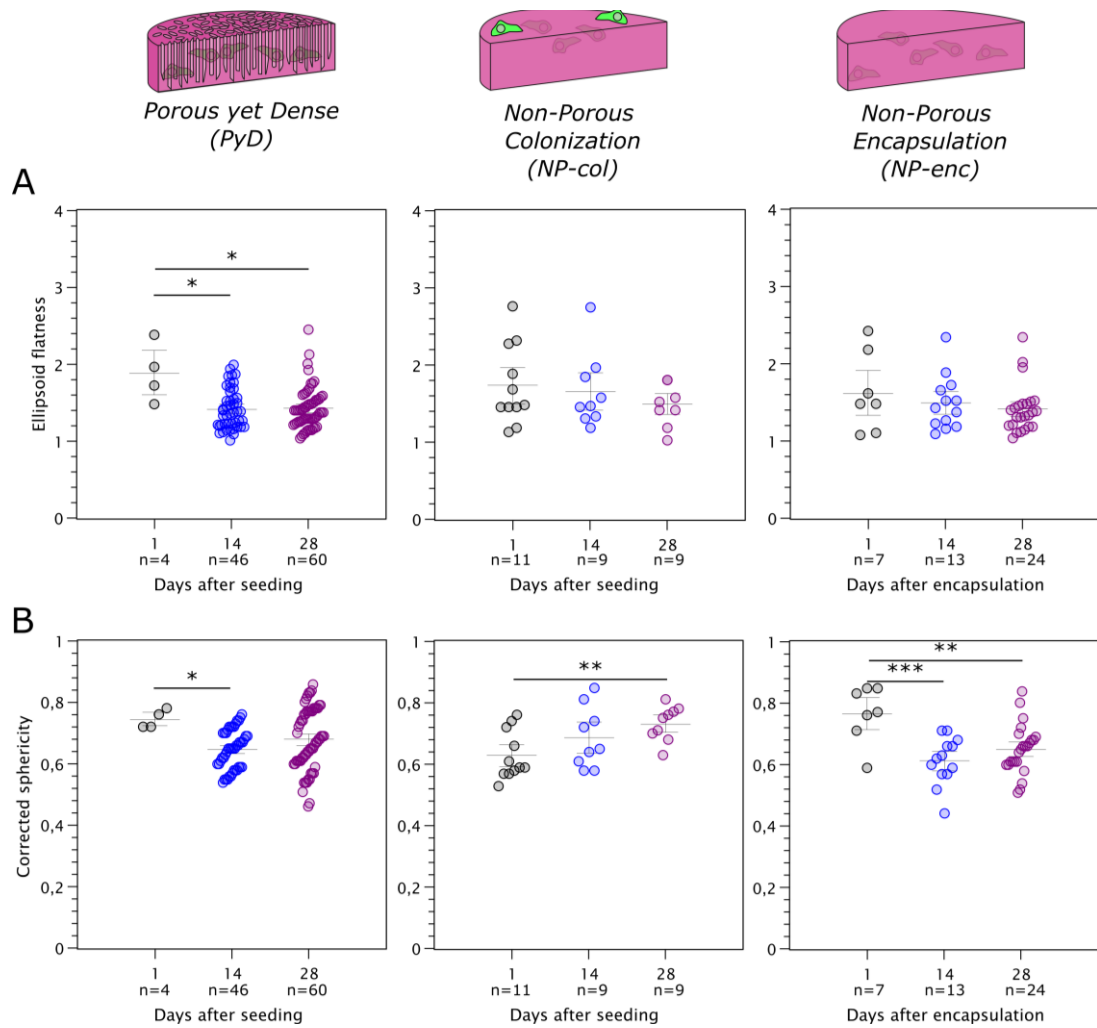 Porous yet Dense
(PyD)
Non-Porous
Colonization
(NP-col)
Non-Porous
Encapsulation
(NP-enc)
A
Ellipsoid flatness
4
3
2
1
0
*
*
1
14
28
n=4
n=46
n=60
Days after seeding
4
3
2
1
0
1
14
28
n=11
n=9
n=9
Days after seeding
4
3
2
1
0
1
14
28
n=7
n=13
n=24
Days after encapsulation
B
Corrected sphericity
1
0,8
0,6
0,4
0,2
0
*
1
14
28
n=4
n=46
n=60
Days after seeding
1
0,8
0,6
0,4
0,2
0
**
1
14
28
n=11
n=9
n=9
Days after seeding
1
0,8
0,6
0,4
0,2
0
**
***
1
14
28
n=7
n=13
n=24
Days after encapsulation